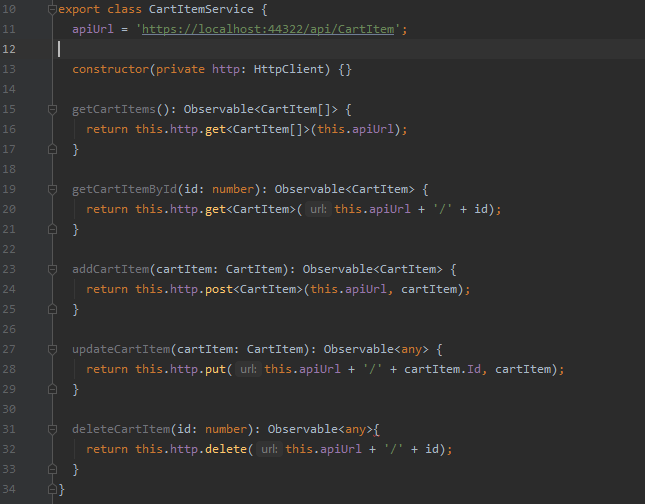 10 export class CartItemService {
11 apiUrl = 'https://localhost:44322/api/CartItem';
12
13 constructor(private http: HttpClient) {}
14
15 getCartItems(): Observable<CartItem[]> {
16 return this.http.get<CartItem[]>(this.apiUrl);
17 }
18
19 getCartItemById(id: number): Observable<CartItem> {
20 return this.http.get<CartItem>( url: this.apiUrl + '/' + id);
21 }
22
23 addCartItem(cartItem: CartItem): Observable<CartItem> {
24 return this.http.post<CartItem>(this.apiUrl, cartItem);
25 }
26
27 updateCartItem(cartItem: CartItem): Observable<any> {
28 return this.http.put( url: this.apiUrl + '/' + cartItem.Id, cartItem);
29 }
30
31 deleteCartItem(id: number): Observable<any>{
32 return this.http.delete( url: this.apiUrl + '/' + id);
33 }
34 }